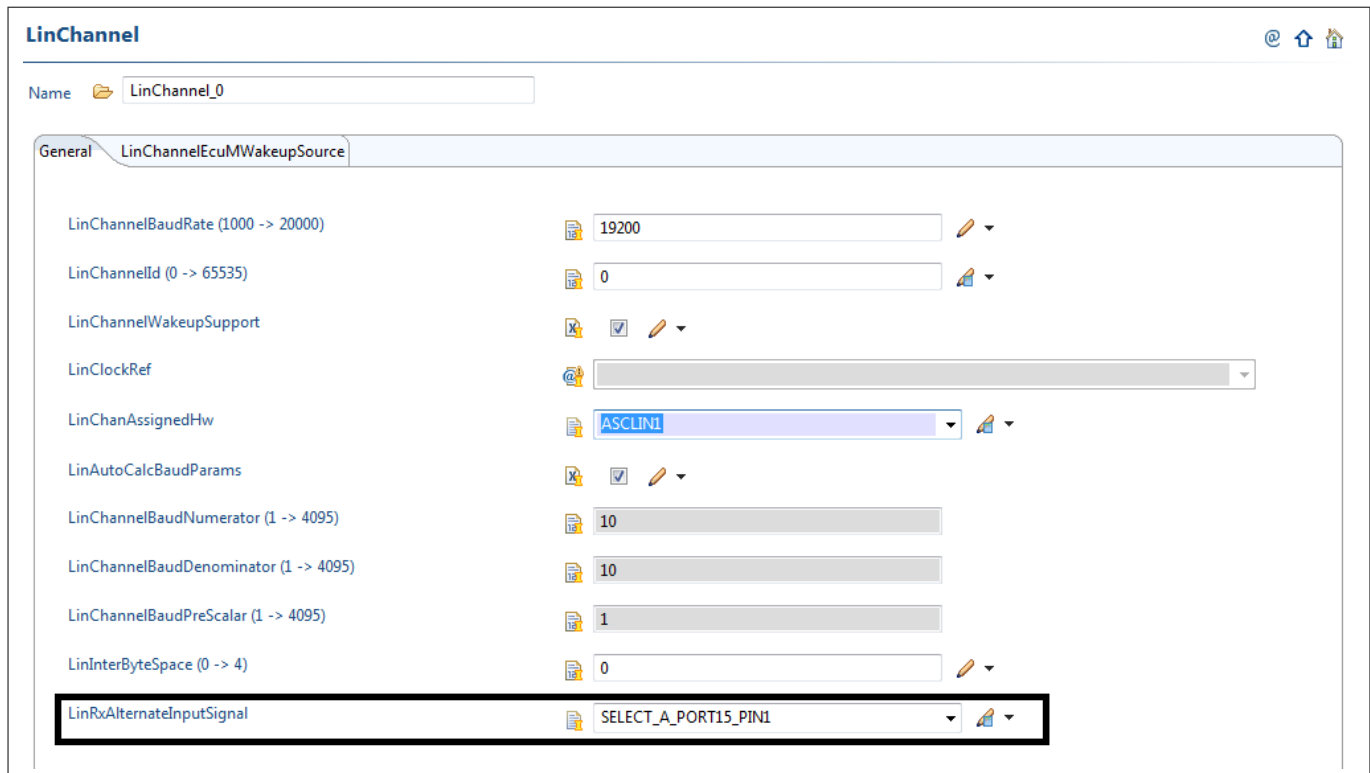 LinChannel
Name LinChannel_0
General LinChannelEcuMWakeupSource
LinChannelBaudRate (1000 -> 20000) 19200
LinChannelId (0 -> 65535) 0
LinChannelWakeupSupport
LinClockRef
LinChanAssignedHw ASCLIN1
LinAutoCalcBaudParams
LinChannelBaudNumerator (1 -> 4095) 10
LinChannelBaudDenominator (1 -> 4095) 10
LinChannelBaudPreScalar (1 -> 4095) 1
LinInterByteSpace (0 -> 4) 0
LinRxAlternateInputSignal SELECT_A_PORT15_PIN1